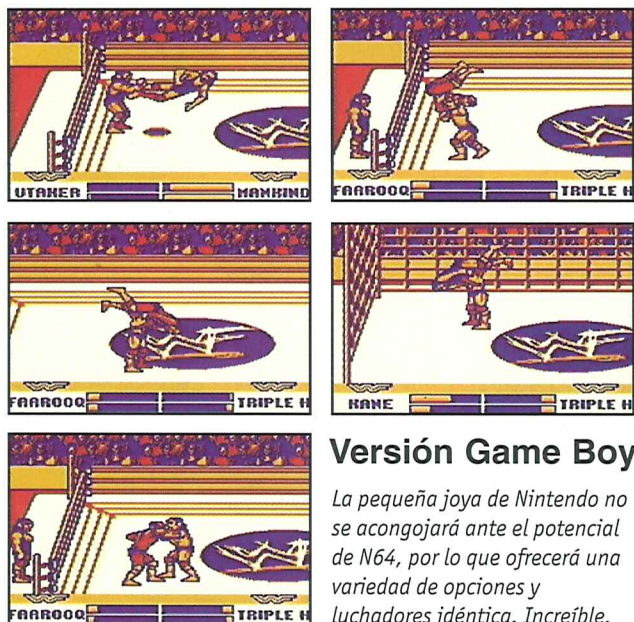 UTAKER MANKIND
FAAROOQ TRIPLE H
FAAROOQ TRIPLE H
KANE TRIPLE H
FAAROOQ TRIPLE H
Versión Game Boy
La pequeña joya de Nintendo no
se acongojará ante el potencial
de N64, por lo que ofrecerá una
variedad de opciones y
luchadores idéntica. Increíble.